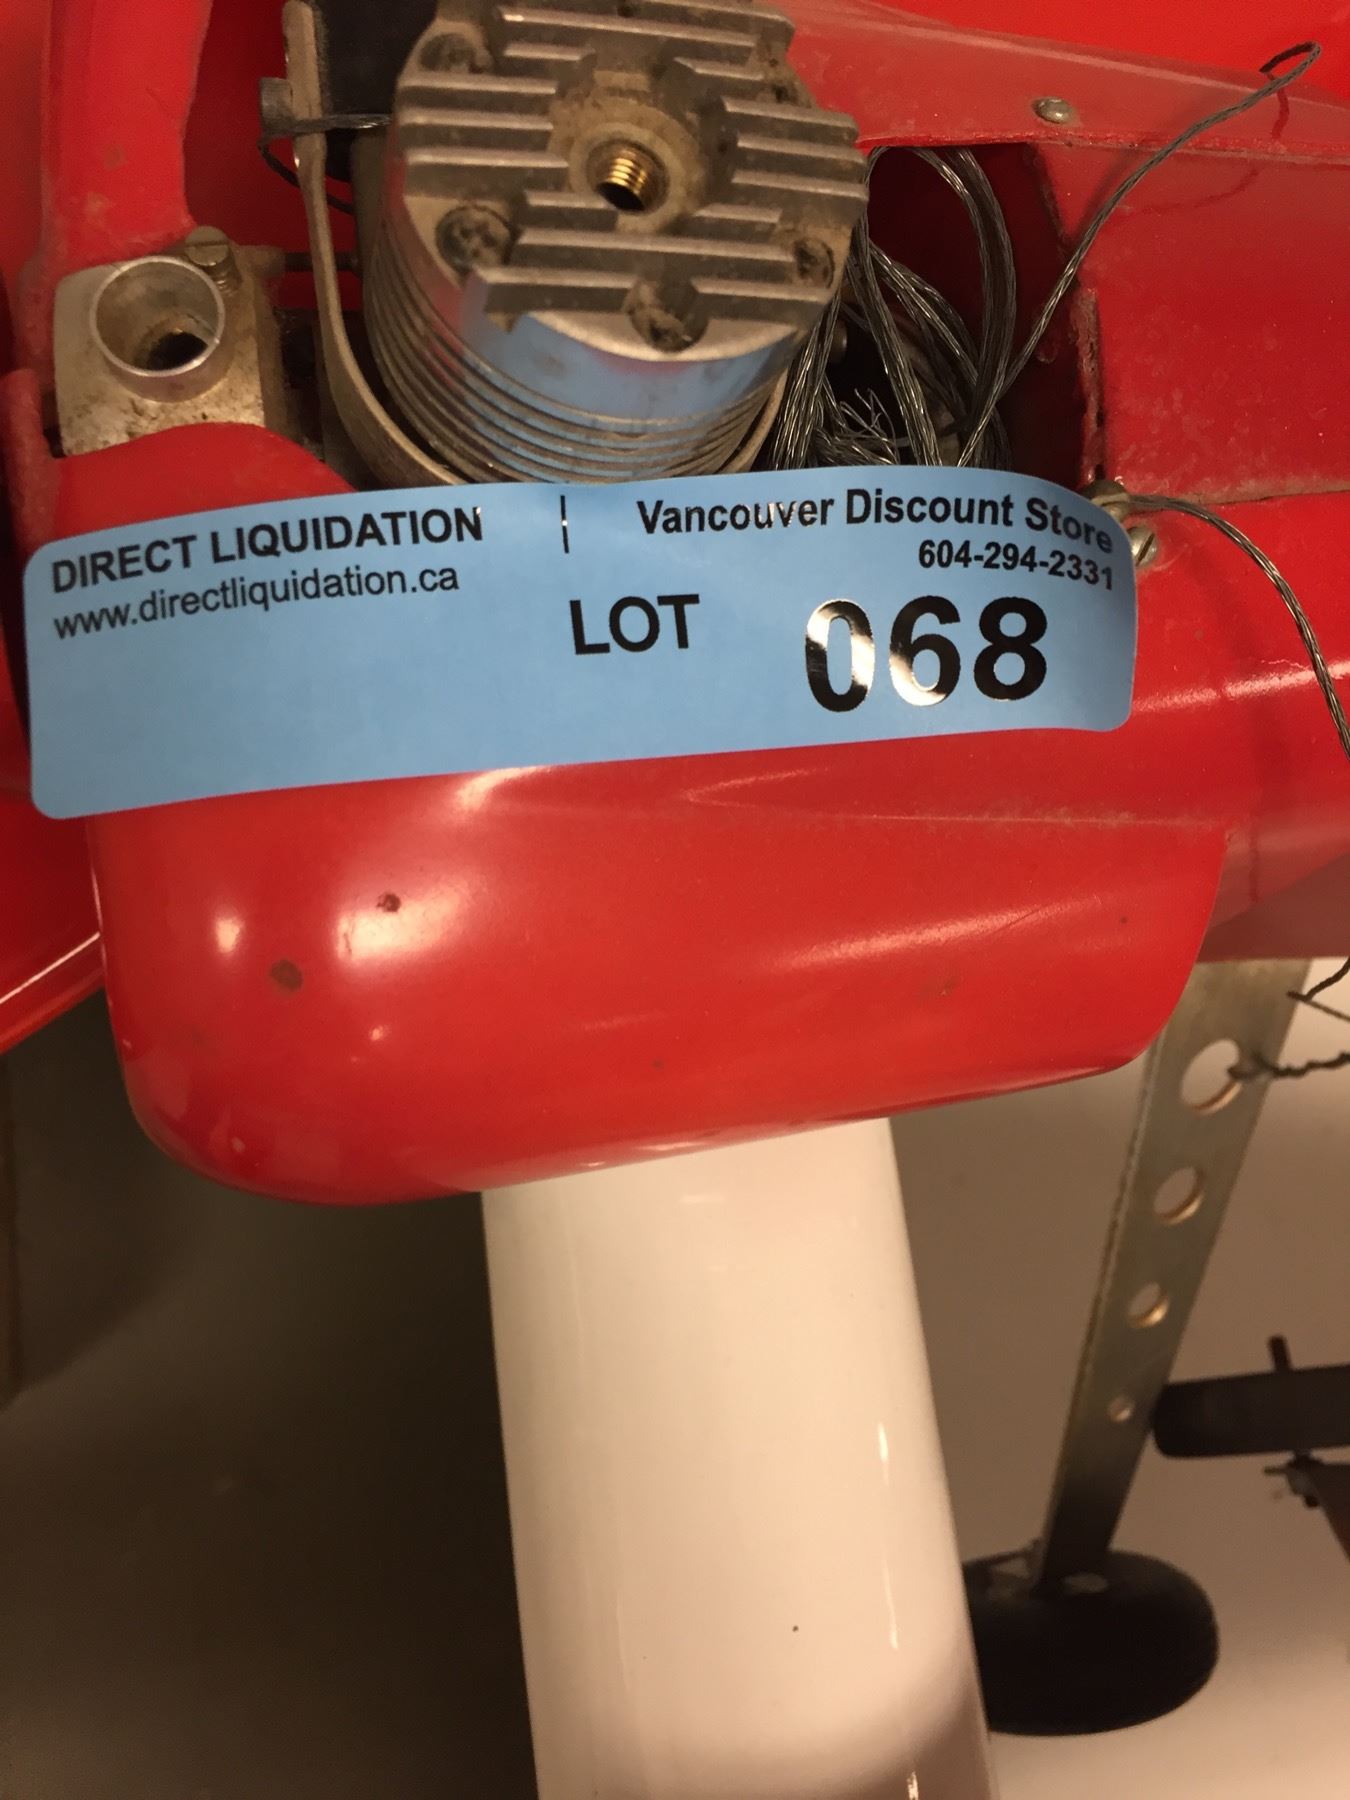 DIRECT LIQUIDATION | Vancouver Discount Store
www.directliquidation.ca 604-294-2331
LOT 068